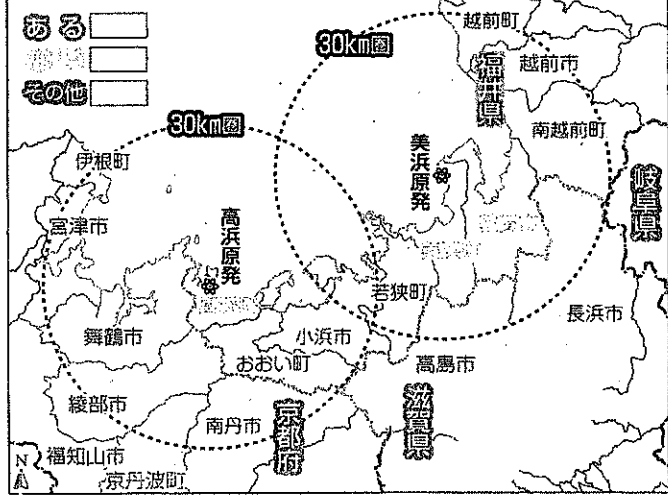 ある
その他
30km圏
30km圏
越前町
越前市
福井県
南越前町
美浜原発
岐阜県
伊根町
宮津市
高浜原発
若狭町
長浜市
舞鶴市
小浜市
おおい町
高島市
綾部市
南丹市
京都府
滋賀県
福知山市
京丹波町
N